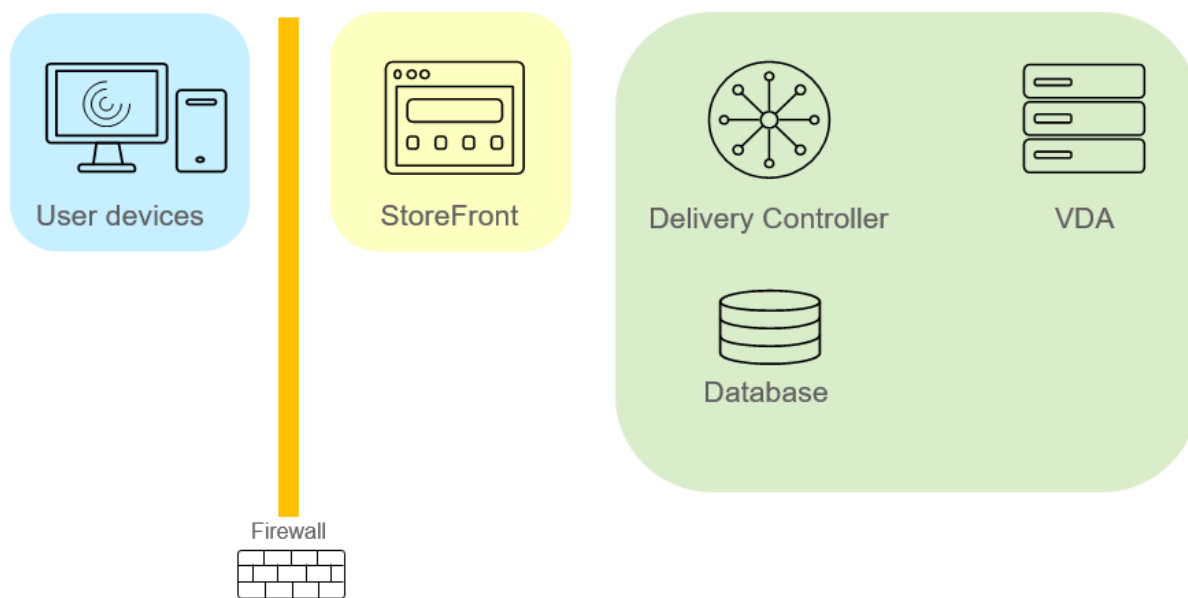 User devices
StoreFront
Delivery Controller
VDA
Database
Firewall